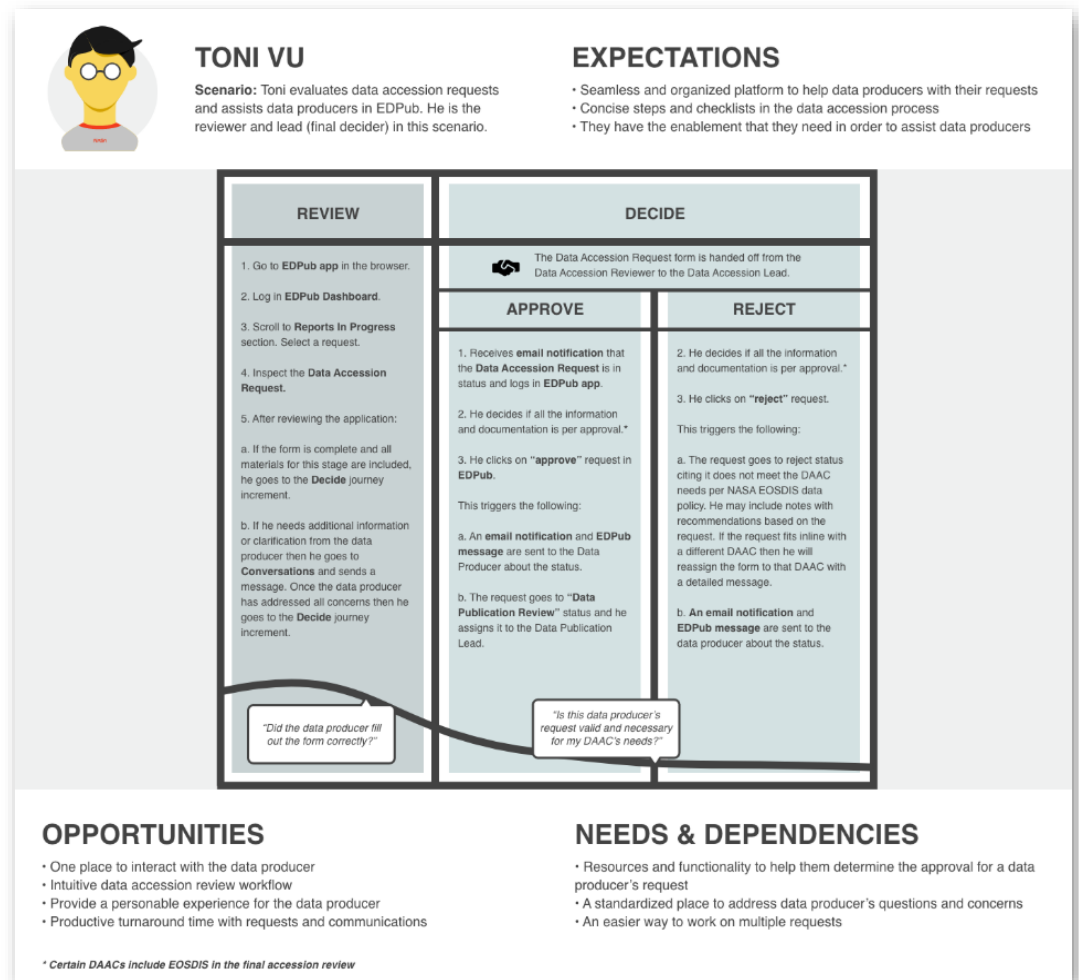 TONI VU
Scenario: Toni evaluates data accession requests
and assists data producers in EDPub. He is the
reviewer and lead (final decider) in this scenario.
EXPECTATIONS
• Seamless and organized platform to help data producers with their requests
• Concise steps and checklists in the data accession process
• They have the enablement that they need in order to assist data producers
REVIEW
1. Go to EDPub app in the browser.
2. Log in EDPub Dashboard.
3. Scroll to Reports In Progress
section. Select a request.
4. Inspect the Data Accession
Request.
5. After reviewing the application:
a. If the form is complete and all
materials for this stage are included,
he goes to the Decide journey
increment.
b. If he needs additional information
or clarification from the data
producer then he goes to
Conversations and sends a
message. Once the data producer
has addressed all concerns then he
goes to the Decide journey
increment.
"Did the data producer fill
out the form correctly?"
DECIDE
The Data Accession Request form is handed off from the
Data Accession Reviewer to the Data Accession Lead.
APPROVE
1. Receives email notification that
the Data Accession Request is in
status and logs in EDPub app.
2. He decides if all the information
and documentation is per approval.*
3. He clicks on "approve" request in
EDPub.
This triggers the following:
a. An email notification and EDPub
message are sent to the Data
Producer about the status.
b. The request goes to "Data
Publication Review" status and he
assigns it to the Data Publication
Lead.
REJECT
2. He decides if all the information
and documentation is per approval.*
3. He clicks on "reject" request.
This triggers the following:
a. The request goes to reject status
citing it does not meet the DAAC
needs per NASA EOSDIS data
policy. He may include notes with
recommendations based on the
request. If the request fits inline with
a different DAAC then he will
reassign the form to that DAAC with
a detailed message.
b. An email notification and
EDPub message are sent to the
data producer about the status.
"Is this data producer's
request valid and necessary
for my DAAC's needs?"
OPPORTUNITIES
• One place to interact with the data producer
• Intuitive data accession review workflow
• Provide a personable experience for the data producer
• Productive turnaround time with requests and communications
NEEDS & DEPENDENCIES
• Resources and functionality to help them determine the approval for a data
producer's request
• A standardized place to address data producer's questions and concerns
• An easier way to work on multiple requests
* Certain DAACs include EOSDIS in the final accession review